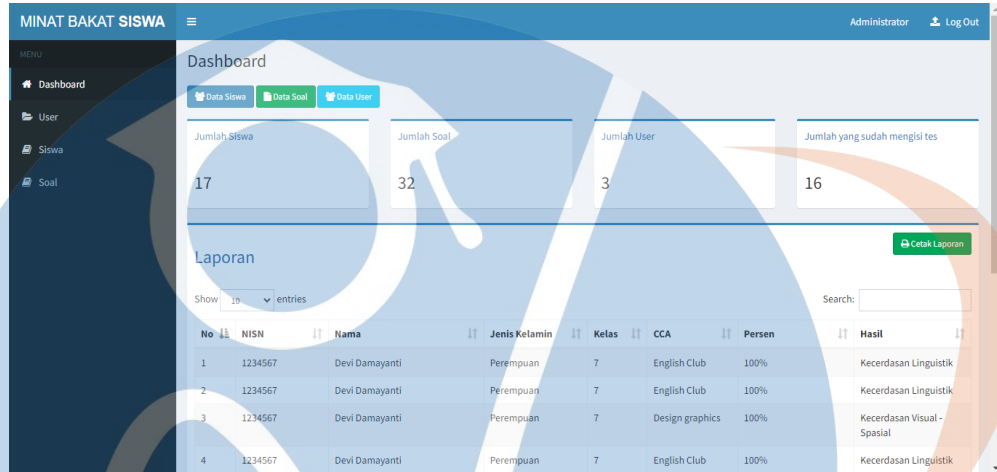 MINAT BAKAT SISWA
Administrator Log Out
MENU
Dashboard
User
Siswa
Soal
Dashboard
Data Siswa Data Soal Data User
Jumlah Siswa Jumlah Soal Jumlah User Jumlah yang sudah mengisi tes
17 32 3 16
Cetak Laporan
Laporan
Show 10 entries Search:
No NISN Nama Jenis Kelamin Kelas CCA Persen Hasil
1 1234567 Devi Damayanti Perempuan 7 English Club 100% Kecerdasan Linguistik
2 1234567 Devi Damayanti Perempuan 7 English Club 100% Kecerdasan Linguistik
3 1234567 Devi Damayanti Perempuan 7 Design graphics 100% Kecerdasan Visual -
Spasial
4 1234567 Devi Damayanti Perempuan 7 English Club 100% Kecerdasan Linguistik